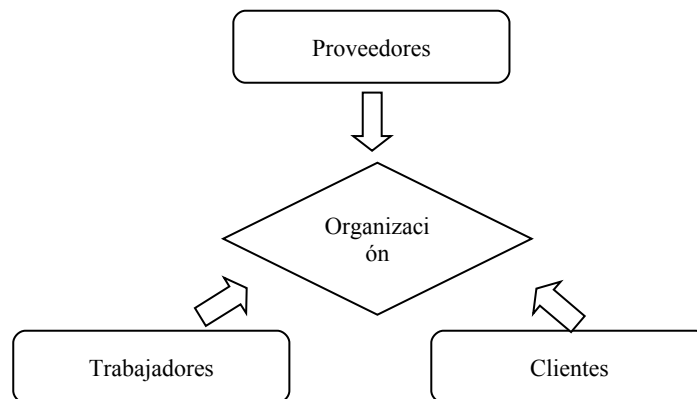 Proveedores
Organizaci
ón
Trabajadores
Clientes